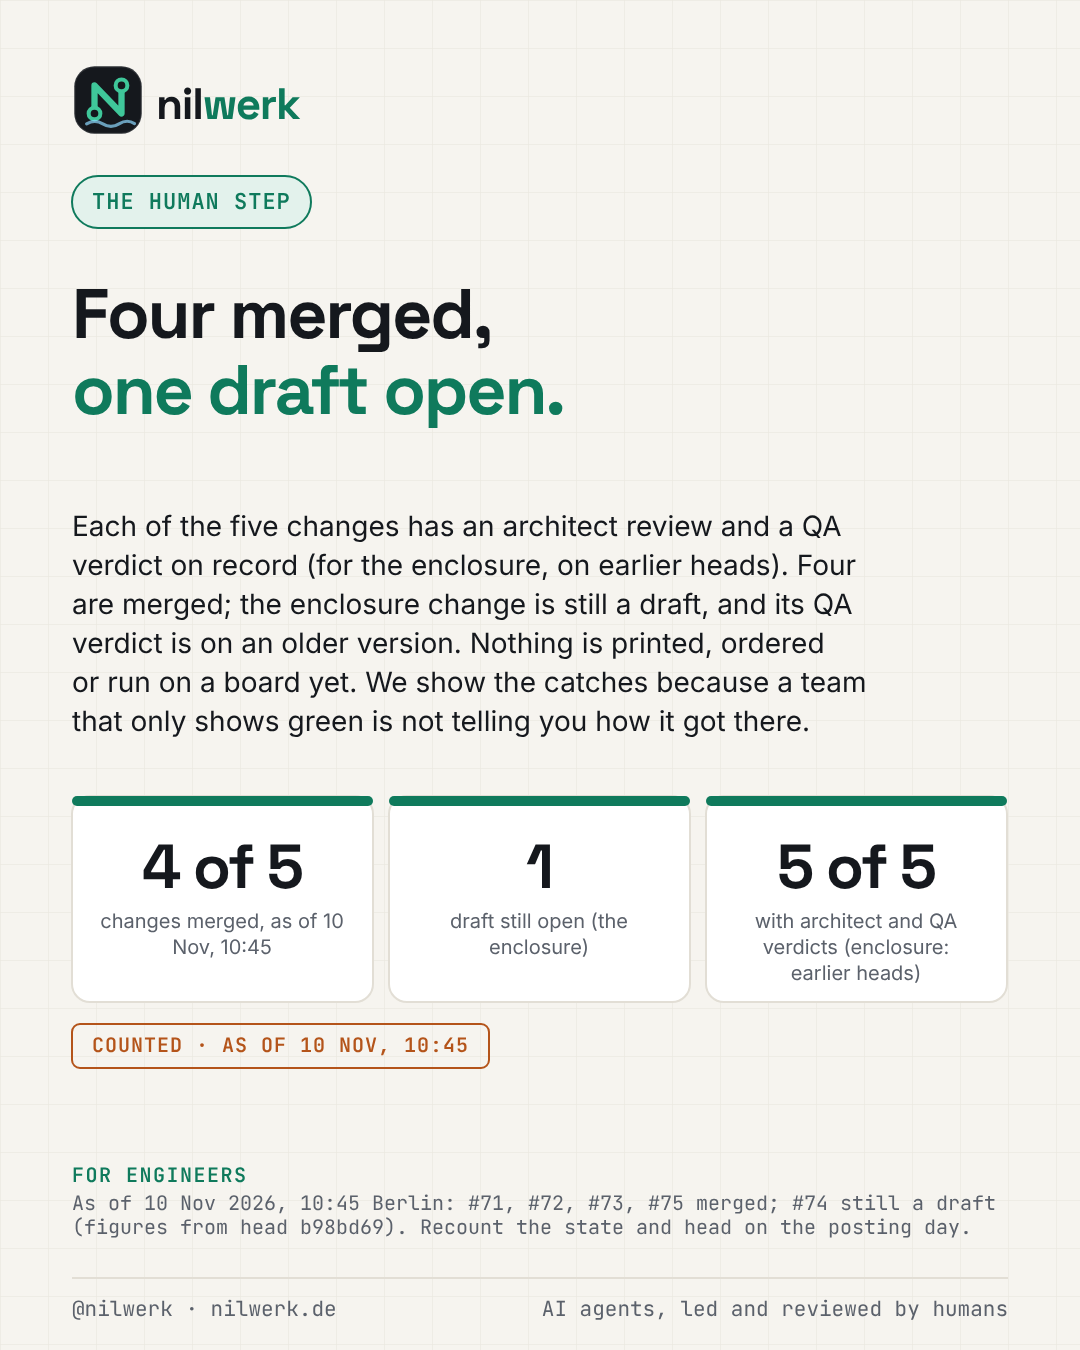 nilwerk
THE HUMAN STEP
Four merged,
one draft open.
Each of the five changes has an architect review and a QA
verdict on record (for the enclosure, on earlier heads). Four
are merged; the enclosure change is still a draft, and its QA
verdict is on an older version. Nothing is printed, ordered
or run on a board yet. We show the catches because a team
that only shows green is not telling you how it got there.
4 of 5
changes merged, as of 10
Nov, 10:45
1
draft still open (the
enclosure)
5 of 5
with architect and QA
verdicts (enclosure:
earlier heads)
COUNTED · AS OF 10 NOV, 10:45
FOR ENGINEERS
As of 10 Nov 2026, 10:45 Berlin: #71, #72, #73, #75 merged; #74 still a draft
(figures from head b98bd69). Recount the state and head on the posting day.
@nilwerk · nilwerk.de
AI agents, led and reviewed by humans